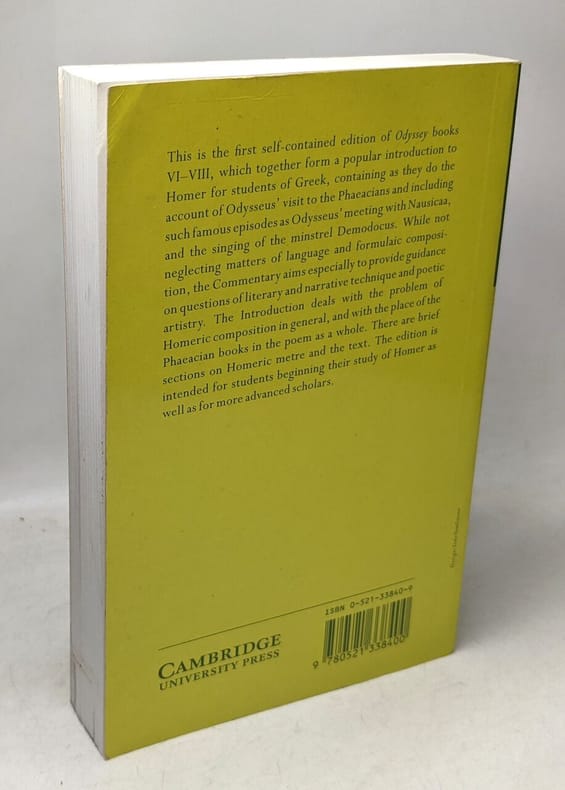 This is the first self-contained edition of Odyssey books
VI–VIII, which together form a popular introduction to
Homer for students of Greek, containing as they do the
account of Odysseus' visit to the Phaeacians and including
such famous episodes as Odysseus' meeting with Nausicaa,
and the singing of the minstrel Demodocus. While not
neglecting matters of language and formulaic composi-
tion, the Commentary aims especially to provide guidance
on questions of literary and narrative technique and poetic
artistry. The Introduction deals with the problem of
Homeric composition in general, and with the place of the
Phaeacian books in the poem as a whole. There are brief
sections on Homeric metre and the text. The edition is
intended for students beginning their study of Homer as
well as for more advanced scholars.
ISBN 0-521-33840-9
CAMBRIDGE
UNIVERSITY PRESS
9 780521 338400